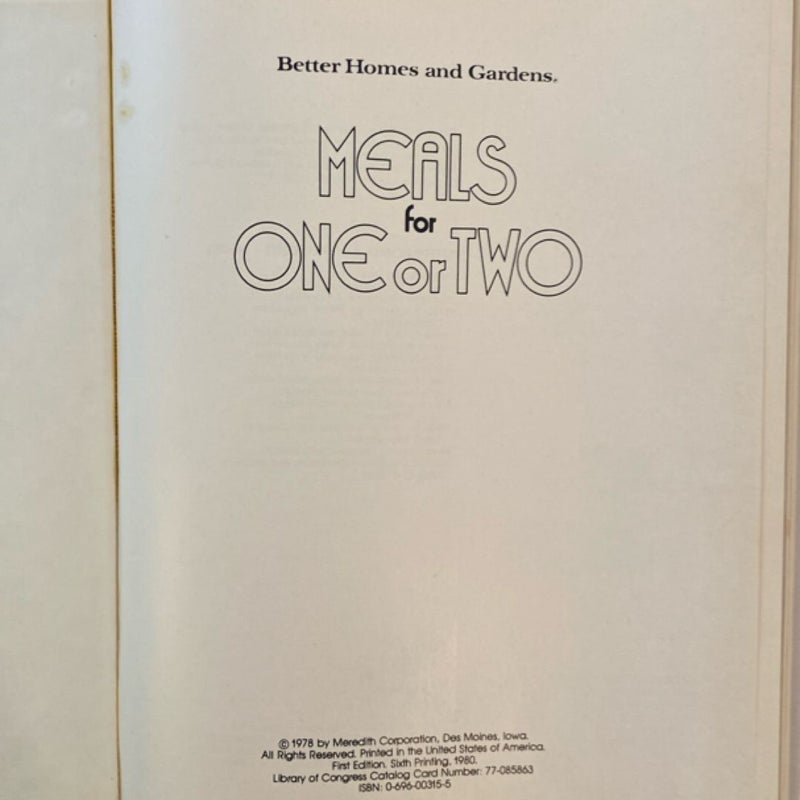 Better Homes and Gardens.
MEALS
for
ONE or TWO
© 1978 by Meredith Corporation, Des Moines, Iowa.
All Rights Reserved. Printed in the United States of America.
First Edition. Sixth Printing, 1980.
Library of Congress Catalog Card Number: 77-085863
ISBN: 0-696-00315-5